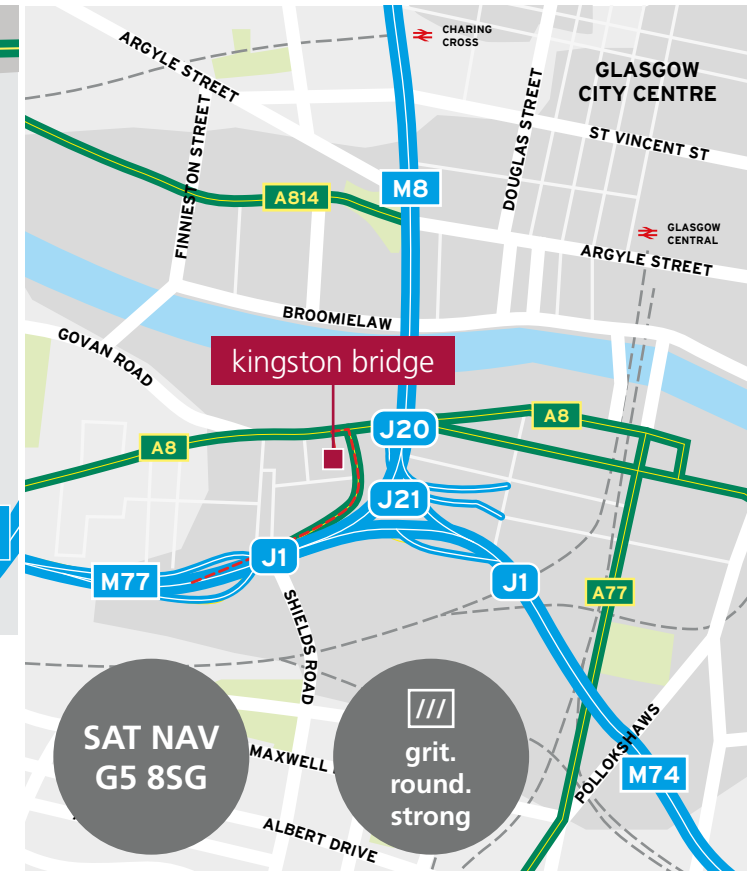 CHARING
CROSS
ARGYLE STREET
GLASGOW
CITY CENTRE
DOUGLAS STREET
FINNIESTON STREET
ST VINCENT ST
M8
A814
GLASGOW
CENTRAL
ARGYLE STREET
BROOMIELAW
GOVAN ROAD
kingston bridge
A8
J20
A8
J21
J1
M77
J1
A77
SHIELDS ROAD
SAT NAV
G5 8SG
///
grit.
round.
strong
MAXWELL
POLLOKSHAWS
M74
ALBERT DRIVE